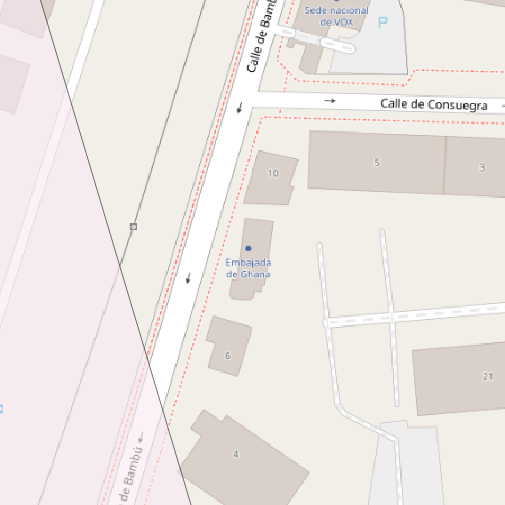 Sede nacional
de VOX
P
Calle de Bambú
Calle de Consuegra
5
3
10
Embajada
de Ghana
6
21
4
de Bambú